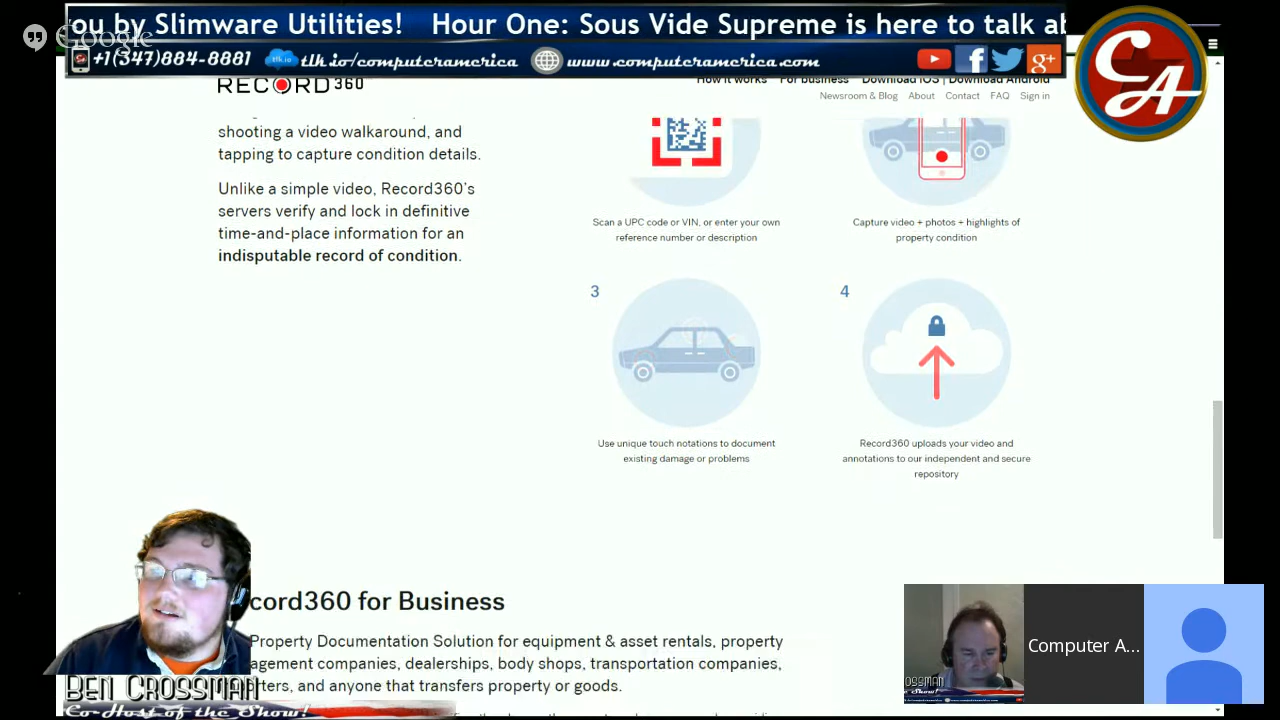 ou by Slimware Utilities! Hour One: Sous Vide Supreme is here to talk ab
Google
+1(347)884-8881 tlk.io/computeramerica www.computeramerica.com
CA
RECORD360
How it works For business Download iOS | Download Android
Newsroom & Blog About Contact FAQ Sign in
shooting a video walkaround, and
tapping to capture condition details.
Unlike a simple video, Record360's
servers verify and lock in definitive
time-and-place information for an
indisputable record of condition.
Scan a UPC code or VIN, or enter your own
reference number or description
Capture video + photos + highlights of
property condition
3
Use unique touch notations to document
existing damage or problems
4
Record360 uploads your video and
annotations to our independent and secure
repository
cord360 for Business
Property Documentation Solution for equipment & asset rentals, property
agement companies, dealerships, body shops, transportation companies,
rters, and anyone that transfers property or goods.
BEN CROSSMAN
Co-Host of the Show!
Computer A...